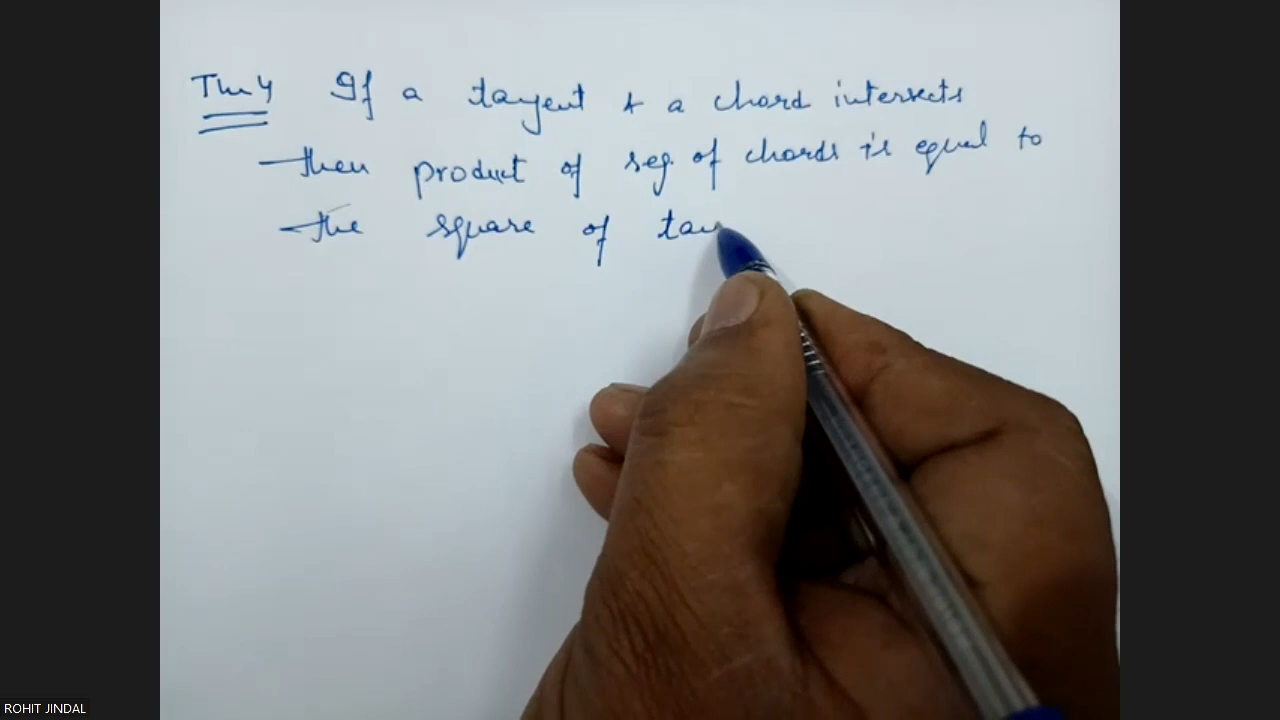 Thm 4 If a tangent & a chord intersects
then product of seg. of chords is equal to
the square of tan
ROHIT JINDAL